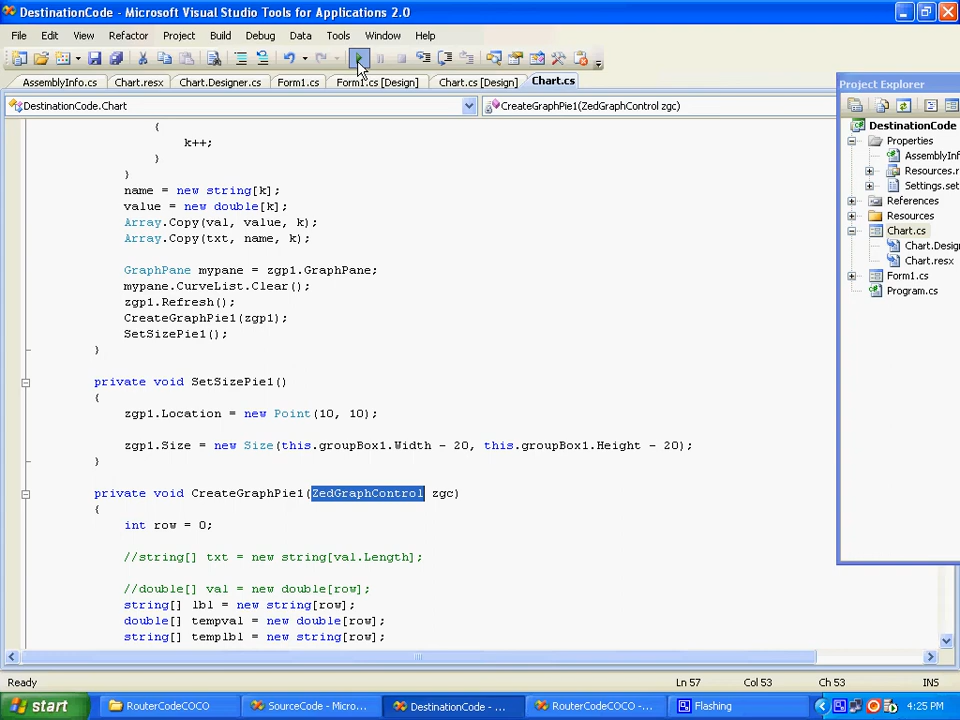 DestinationCode - Microsoft Visual Studio Tools for Applications 2.0
File Edit View Refactor Project Build Debug Data Tools Window Help
AssemblyInfo.cs Chart.resx Chart.Designer.cs Form1.cs Form1.cs [Design] Chart.cs [Design] Chart.cs
DestinationCode.Chart CreateGraphPie1(ZedGraphControl zgc)
{
k++;
}
}
name = new string[k];
value = new double[k];
Array.Copy(val, value, k);
Array.Copy(txt, name, k);
GraphPane mypane = zgp1.GraphPane;
mypane.CurveList.Clear();
zgp1.Refresh();
CreateGraphPie1(zgp1);
SetSizePie1();
}
private void SetSizePie1()
{
zgp1.Location = new Point(10, 10);
zgp1.Size = new Size(this.groupBox1.Width - 20, this.groupBox1.Height - 20);
}
private void CreateGraphPie1(ZedGraphControl zgc)
{
int row = 0;
//string[] txt = new string[val.Length];
//double[] val = new double[row];
string[] lbl = new string[row];
double[] tempval = new double[row];
string[] templbl = new string[row];
Project Explorer
DestinationCode
Properties
AssemblyInf
Resources.r
Settings.set
References
Resources
Chart.cs
Chart.Desig
Chart.resx
Form1.cs
Program.cs
Ready Ln 57 Col 53 Ch 53 INS
start RouterCodeCOCO SourceCode - Micro... DestinationCode - ... RouterCodeCOCO -... Flashing 4:25 PM